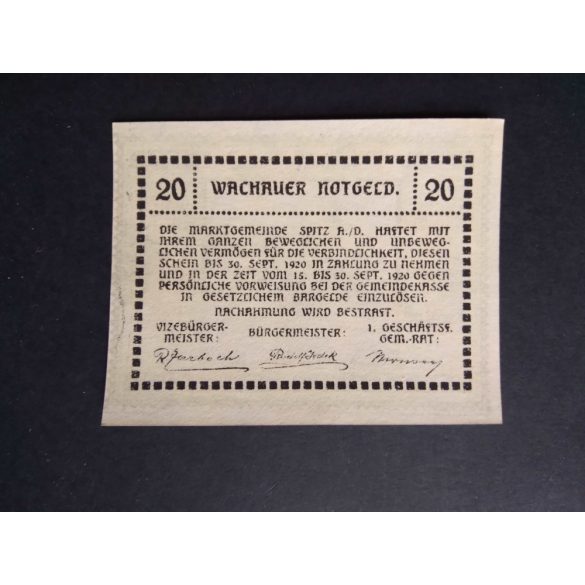 20 WACHAUER NOTGELD. 20
DIE MARKTGEMEINDE SPITZ A./D. HAFTET MIT
IHREM GANZEN BEWEGLICHEN UND UNBEWEG-
LICHEN VERMÖGEN FÜR DIE VERBINDLICHKEIT, DIESEN
SCHEIN BIS 30. SEPT. 1920 IN ZAHLUNG ZU NEHMEN
UND IN DER ZEIT VOM 15. BIS 30. SEPT. 1920 GEGEN
PERSÖNLICHE VORWEISUNG BEI DER GEMEINDEKASSE
IN GESETZLICHEM BARGELDE EINZULÖSEN.
NACHAHMUNG WIRD BESTRAFT.
VIZEBÜRGER-
MEISTER:
BÜRGERMEISTER:
1. GESCHÄFTSF.
GEM.-RAT: